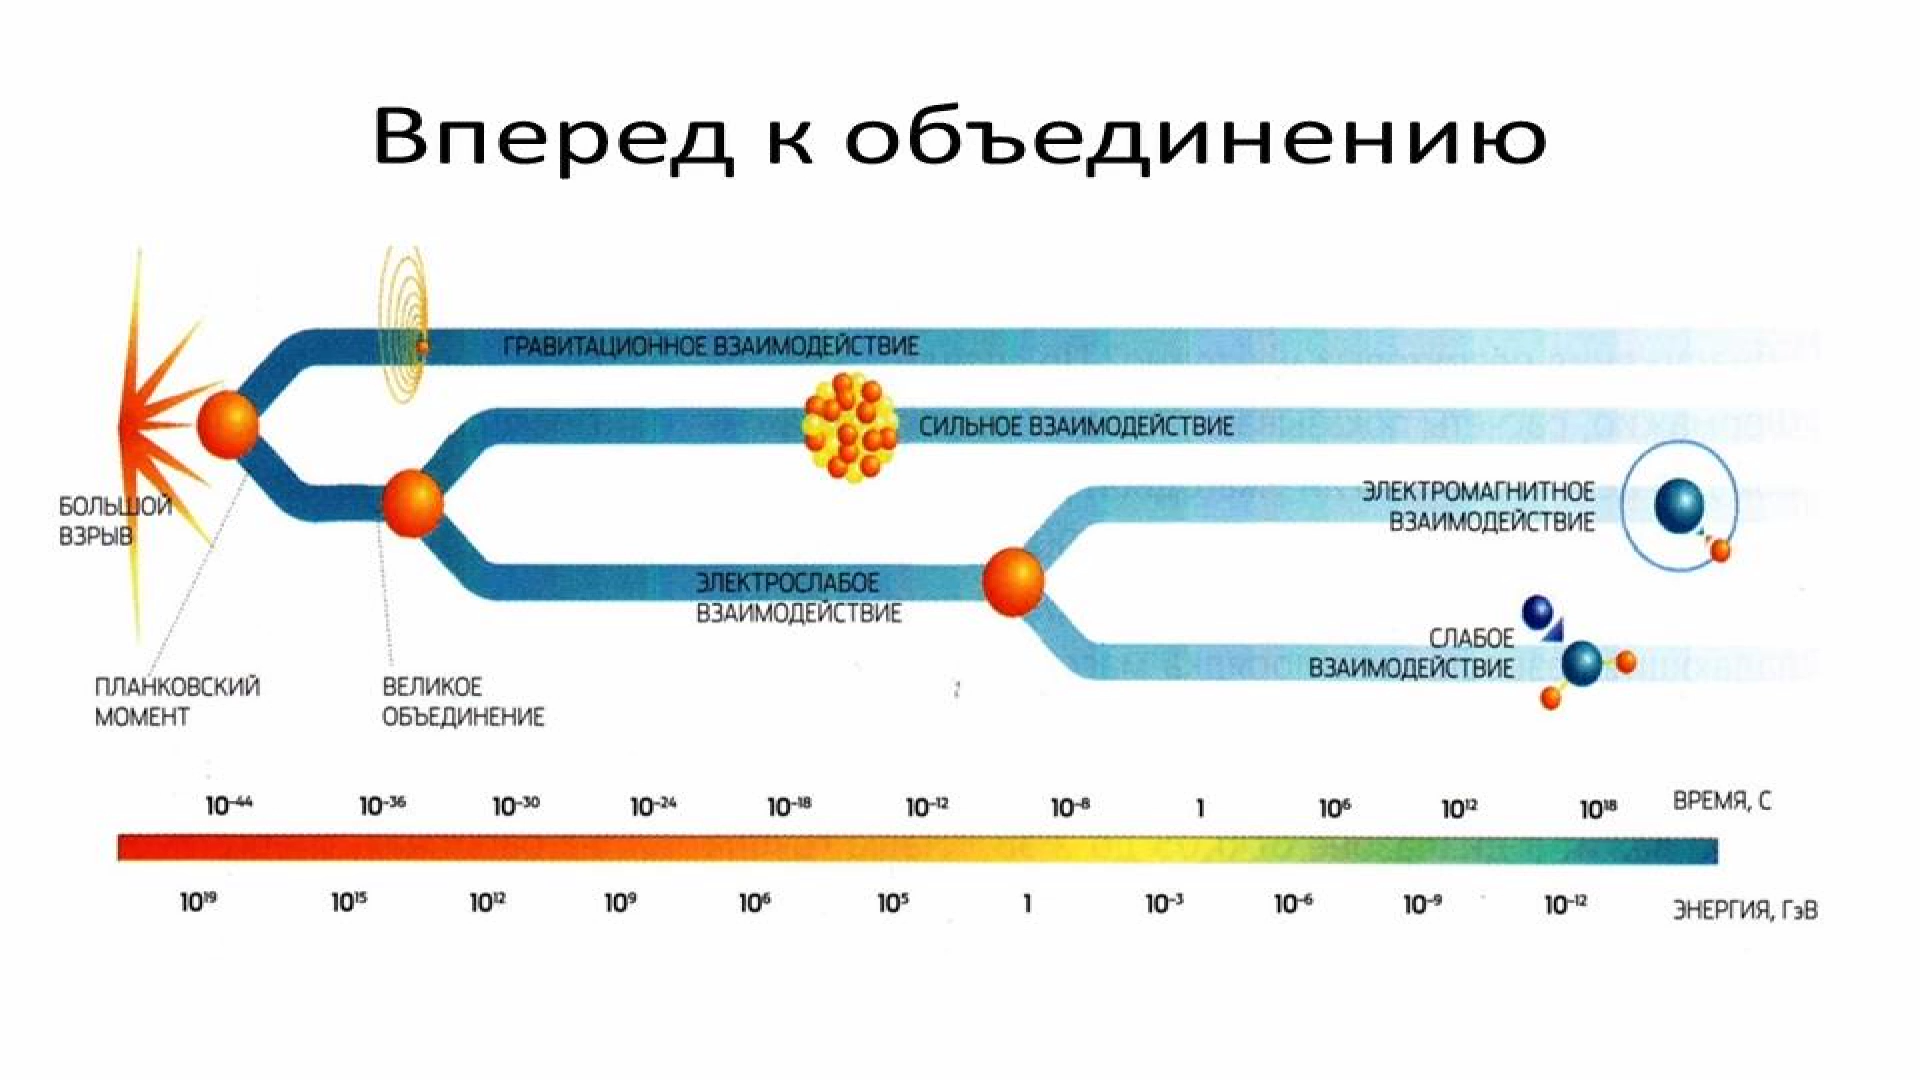 Вперед к объединению
ГРАВИТАЦИОННОЕ ВЗАИМОДЕЙСТВИЕ
СИЛЬНОЕ ВЗАИМОДЕЙСТВИЕ
ЭЛЕКТРОМАГНИТНОЕ
ВЗАИМОДЕЙСТВИЕ
БОЛЬШОЙ
ВЗРЫВ
ЭЛЕКТРОСЛАБОЕ
ВЗАИМОДЕЙСТВИЕ
СЛАБОЕ
ВЗАИМОДЕЙСТВИЕ
ПЛАНКОВСКИЙ
МОМЕНТ
ВЕЛИКОЕ
ОБЪЕДИНЕНИЕ
10⁻⁴⁴ 10⁻³⁶ 10⁻³⁰ 10⁻²⁴ 10⁻¹⁸ 10⁻¹² 10⁻⁸ 1 10⁶ 10¹² 10¹⁸ ВРЕМЯ, С
10¹⁹ 10¹⁵ 10¹² 10⁹ 10⁶ 10⁵ 1 10⁻³ 10⁻⁶ 10⁻⁹ 10⁻¹² ЭНЕРГИЯ, ГэВ